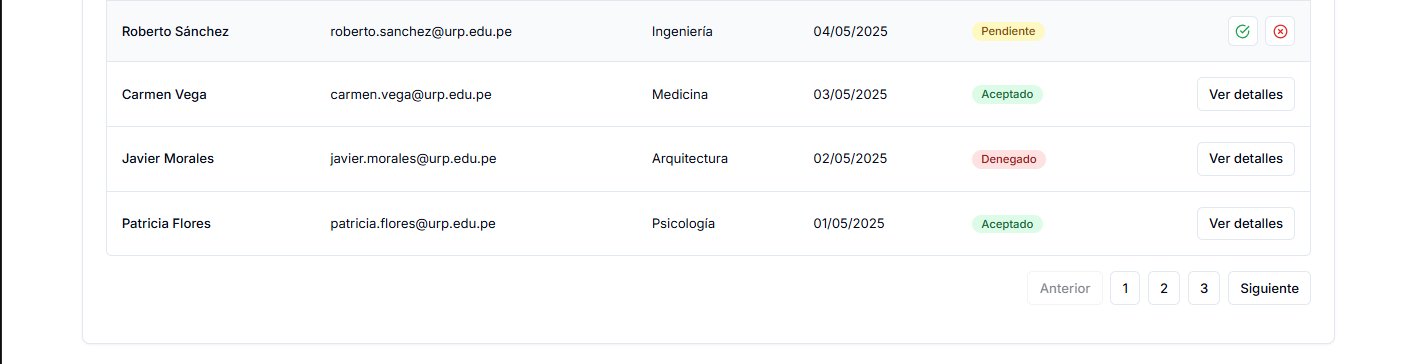 Roberto Sánchez roberto.sanchez@urp.edu.pe Ingeniería 04/05/2025 Pendiente
Carmen Vega carmen.vega@urp.edu.pe Medicina 03/05/2025 Aceptado Ver detalles
Javier Morales javier.morales@urp.edu.pe Arquitectura 02/05/2025 Denegado Ver detalles
Patricia Flores patricia.flores@urp.edu.pe Psicología 01/05/2025 Aceptado Ver detalles
Anterior 1 2 3 Siguiente